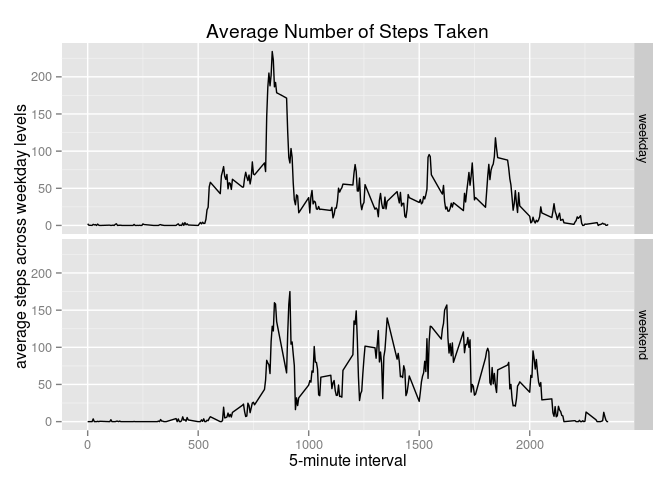 Average Number of Steps Taken
average steps across weekday levels
200
150
100
50
0
weekday
200
150
100
50
0
weekend
0 500 1000 1500 2000
5-minute interval